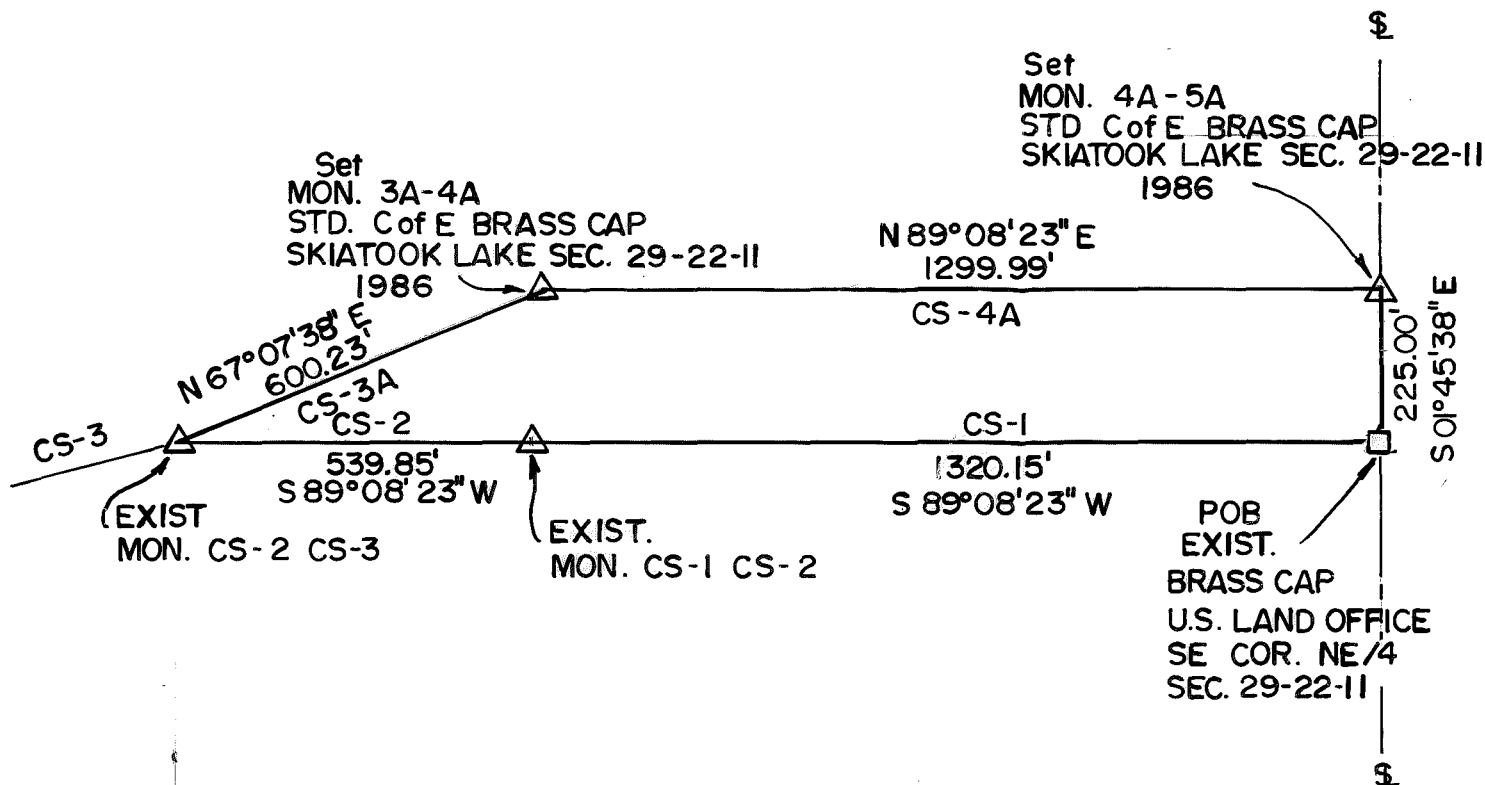 Set
MON. 4A-5A
STD C of E BRASS CAP
SKIATOOK LAKE SEC. 29-22-11
1986
Set
MON. 3A-4A
STD. C of E BRASS CAP
SKIATOOK LAKE SEC. 29-22-11
1986
N 89°08'23" E
1299.99'
CS-4A
N 67°07'38" E
600.23'
CS-3A
225.00'
S 01°45'38" E
CS-3
CS-2
539.85'
S 89°08'23" W
CS-1
1320.15'
S 89°08'23" W
EXIST
MON. CS-2 CS-3
EXIST.
MON. CS-1 CS-2
POB
EXIST.
BRASS CAP
U.S. LAND OFFICE
SE COR. NE/4
SEC. 29-22-11